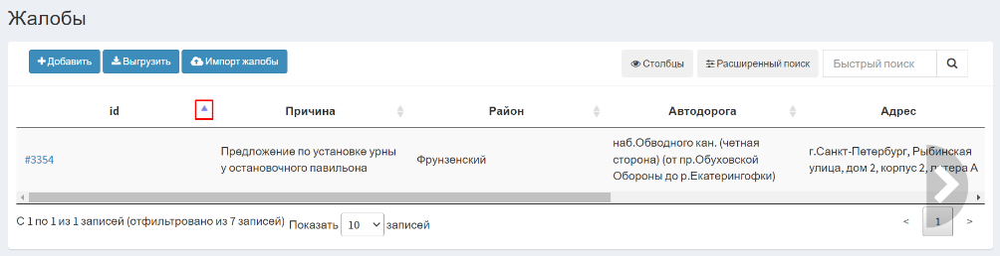 Жалобы
Добавить Выгрузить Импорт жалобы Столбцы Расширенный поиск Быстрый поиск
id Причина Район Автодорога Адрес
#3354 Предложение по установке урны у остановочного павильона Фрунзенский наб.Обводного кан. (четная сторона) (от пр.Обуховской Обороны до р.Екатерингофки) г.Санкт-Петербург, Рыбинская улица, дом 2, корпус 2, литера А
С 1 по 1 из 1 записей (отфильтровано из 7 записей) Показать 10 записей < 1 >